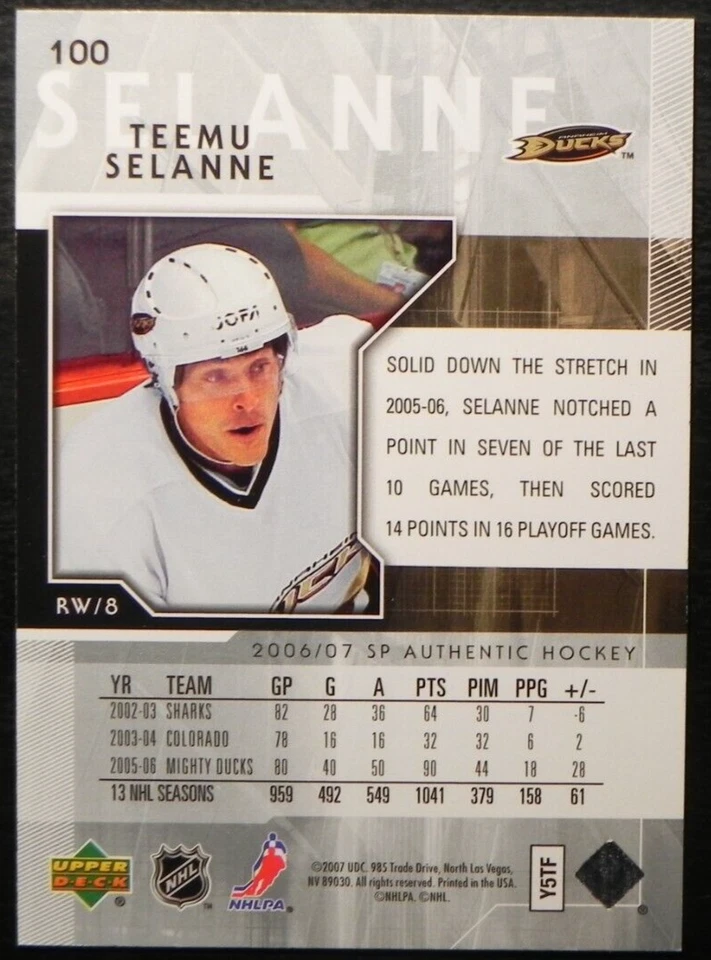 100
SELANNE
TEEMU
SELANNE
ANAHEIM
DUCKS™
JOFA
SOLID DOWN THE STRETCH IN
2005-06, SELANNE NOTCHED A
POINT IN SEVEN OF THE LAST
10 GAMES, THEN SCORED
14 POINTS IN 16 PLAYOFF GAMES.
RW/8
2006/07 SP AUTHENTIC HOCKEY
YR TEAM GP G A PTS PIM PPG +/-
2002-03 SHARKS 82 28 36 64 30 7 -6
2003-04 COLORADO 78 16 16 32 32 6 2
2005-06 MIGHTY DUCKS 80 40 50 90 44 18 28
13 NHL SEASONS 959 492 549 1041 379 158 61
UPPER
DECK®
NHL™
NHLPA®
©2007 UDC. 985 Trade Drive, North Las Vegas,
NV 89030. All rights reserved. Printed in the USA.
©NHLPA. ©NHL.
Y5TF
®